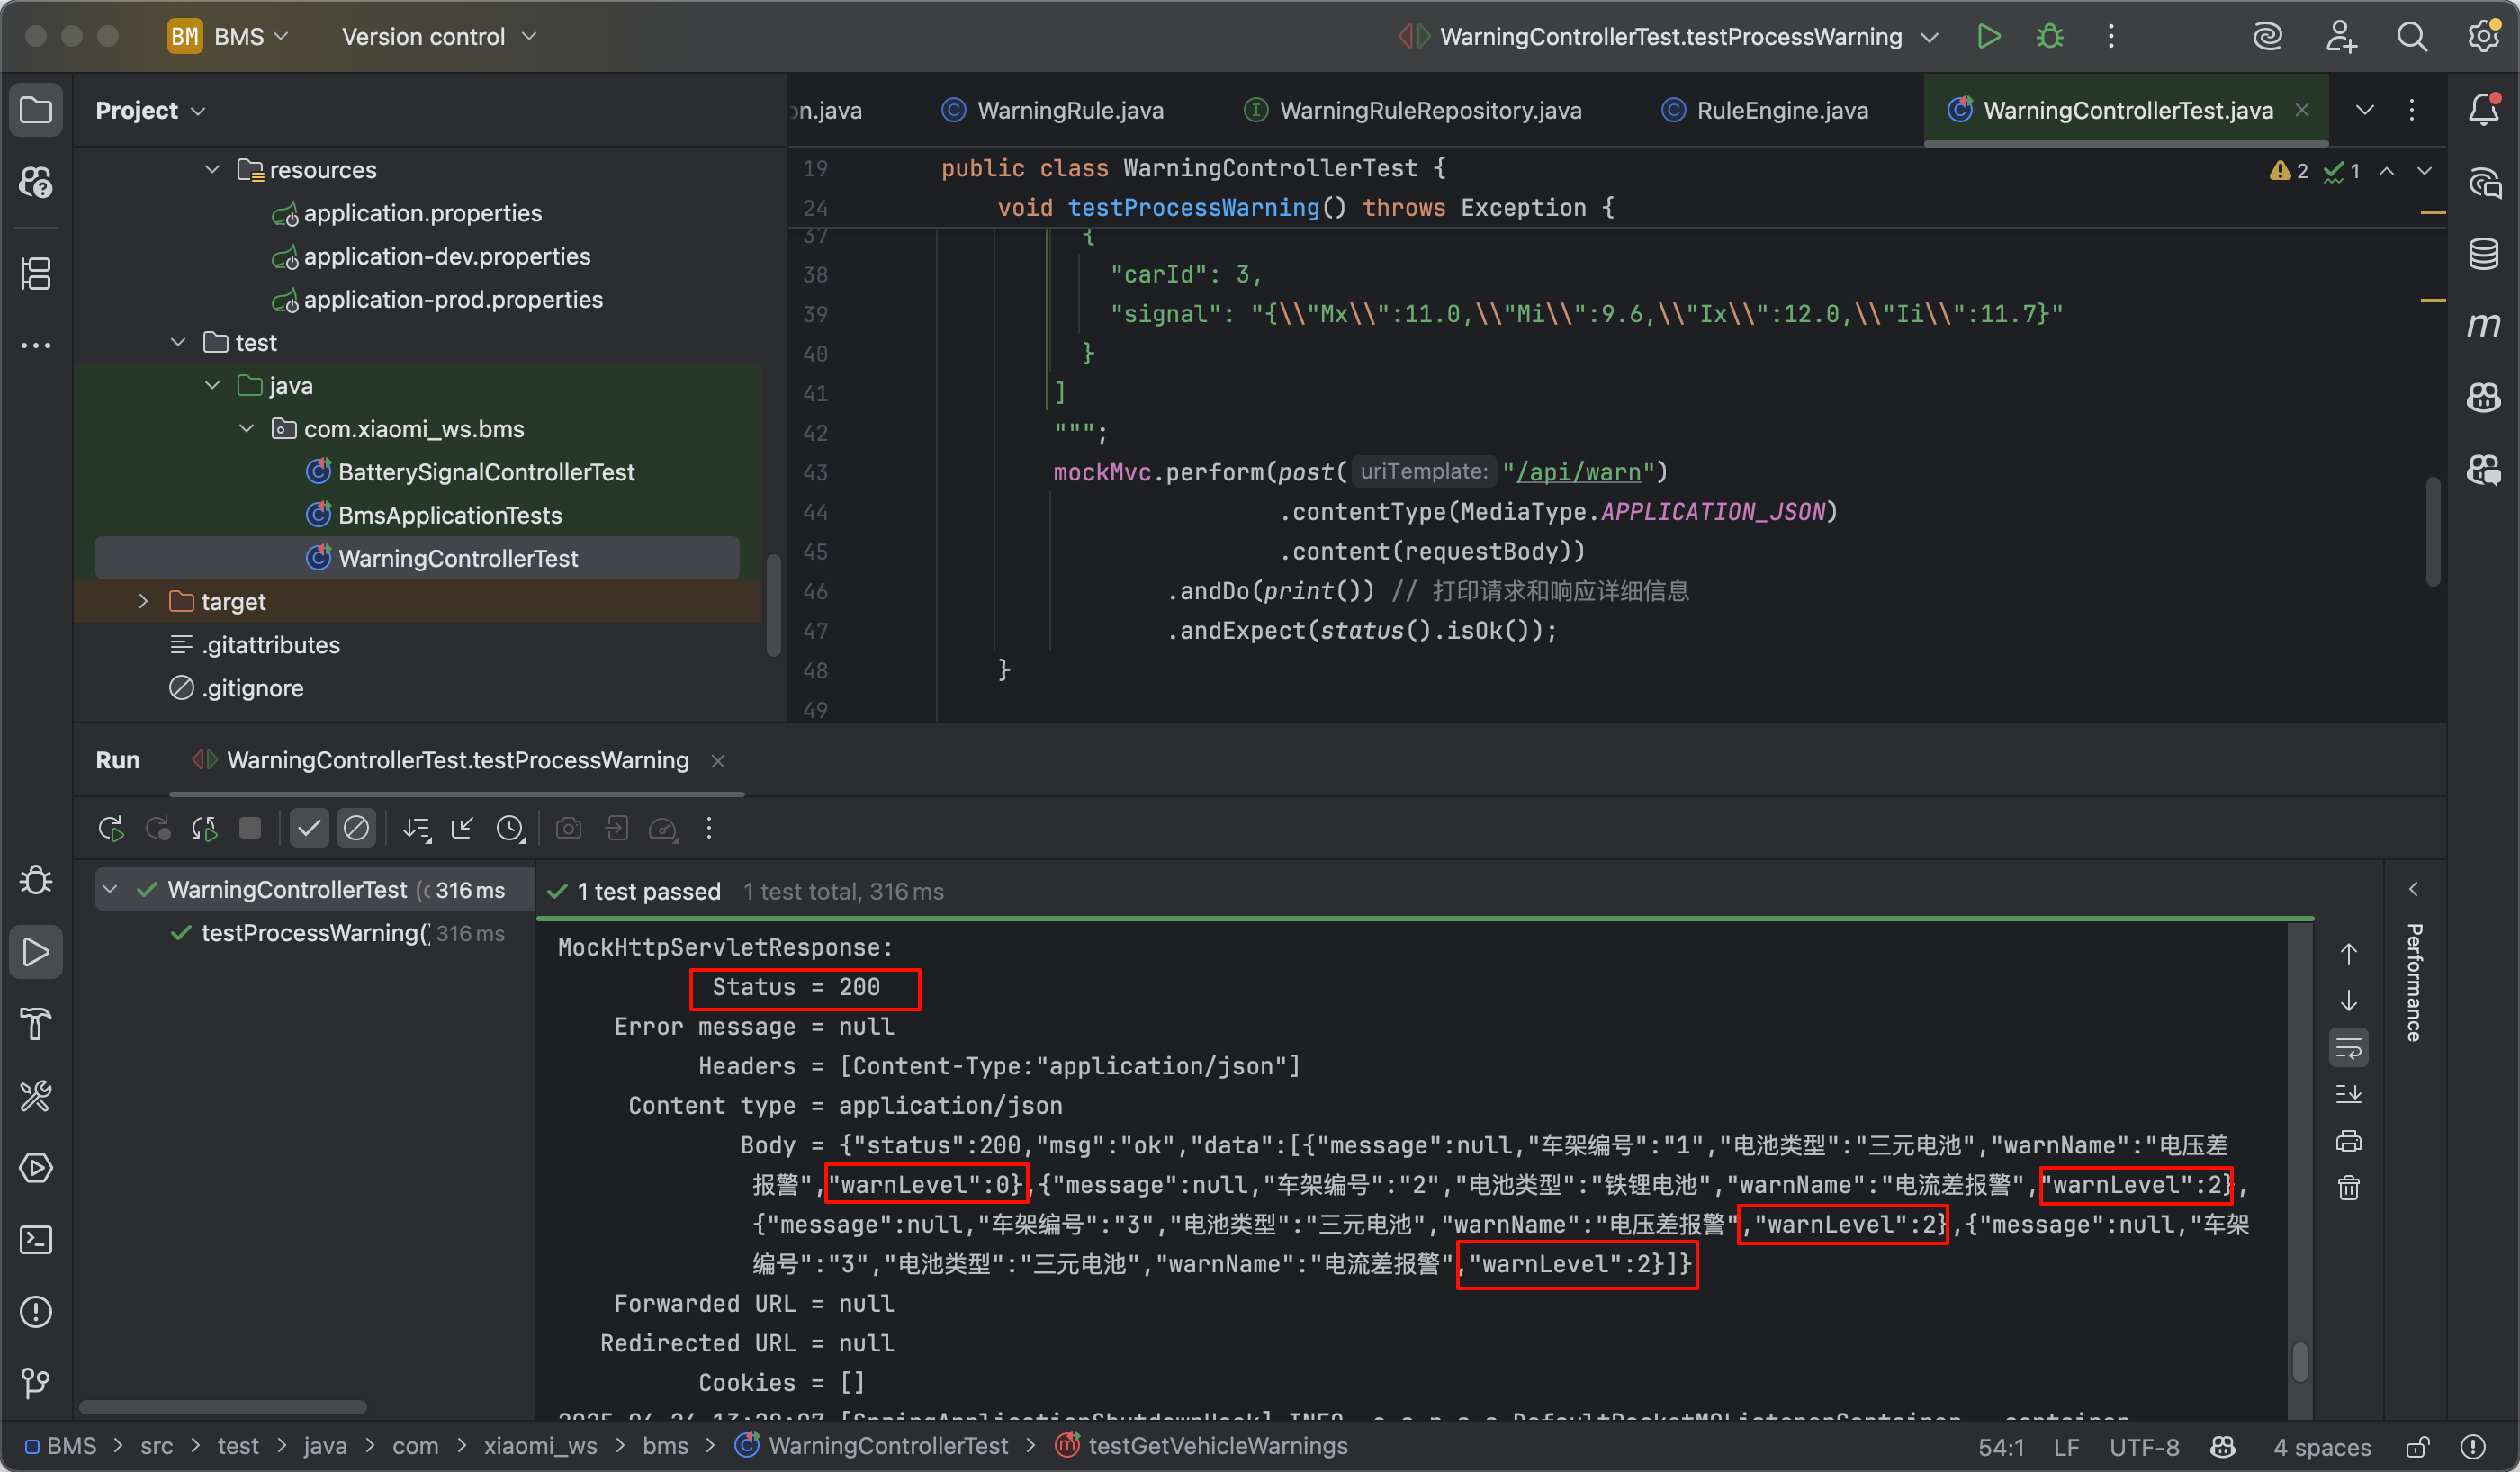 BM BMS Version control WarningControllerTest.testProcessWarning
Project
on.java WarningRule.java WarningRuleRepository.java RuleEngine.java WarningControllerTest.java
resources
application.properties
application-dev.properties
application-prod.properties
test
java
com.xiaomi_ws.bms
BatterySignalControllerTest
BmsApplicationTests
WarningControllerTest
target
.gitattributes
.gitignore
2 1
19 public class WarningControllerTest {
24 void testProcessWarning() throws Exception {
37 {
38 "carId": 3,
39 "signal": "{\\"Mx\\":11.0,\\"Mi\\":9.6,\\"Ix\\":12.0,\\"Ii\\":11.7}"
40 }
41 ]
42 """;
43 mockMvc.perform(post( uriTemplate: "/api/warn")
44 .contentType(MediaType.APPLICATION_JSON)
45 .content(requestBody))
46 .andDo(print()) // 打印请求和响应详细信息
47 .andExpect(status().isOk());
48 }
49
Run WarningControllerTest.testProcessWarning
WarningControllerTest (c 316 ms
testProcessWarning() 316 ms
1 test passed 1 test total, 316 ms
MockHttpServletResponse:
Status = 200
Error message = null
Headers = [Content-Type:"application/json"]
Content type = application/json
Body = {"status":200,"msg":"ok","data":[{"message":null,"车架编号":"1","电池类型":"三元电池","warnName":"电压差
报警","warnLevel":0},{"message":null,"车架编号":"2","电池类型":"铁锂电池","warnName":"电流差报警","warnLevel":2},
{"message":null,"车架编号":"3","电池类型":"三元电池","warnName":"电压差报警","warnLevel":2},{"message":null,"车架
编号":"3","电池类型":"三元电池","warnName":"电流差报警","warnLevel":2}]}
Forwarded URL = null
Redirected URL = null
Cookies = []
Performance
BMS > src > test > java > com > xiaomi_ws > bms > WarningControllerTest > testGetVehicleWarnings
54:1 LF UTF-8 4 spaces